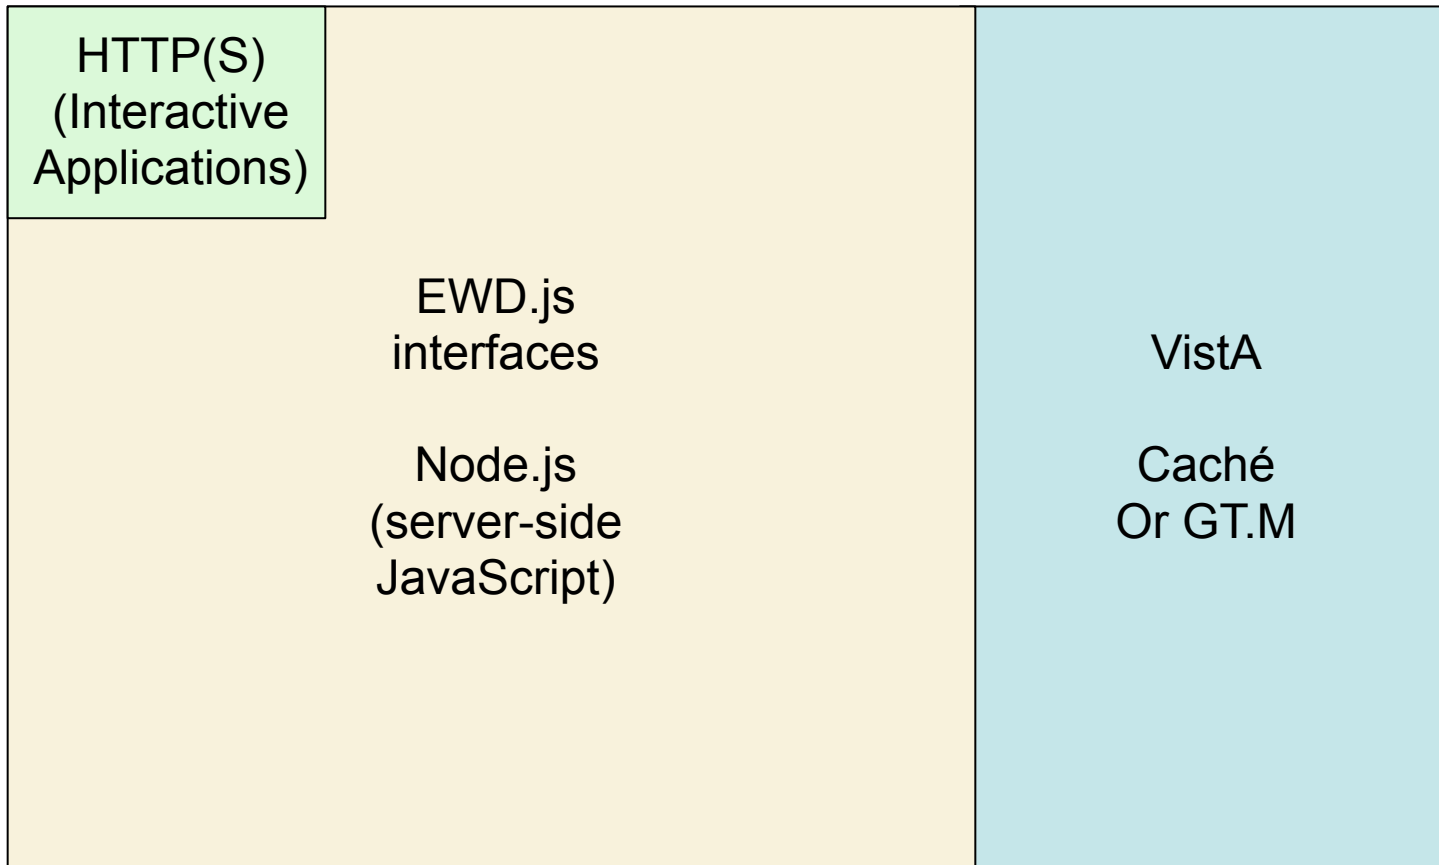 HTTP(S)
(Interactive
Applications)
EWD.js
interfaces
Node.js
(server-side
JavaScript)
VistA
Caché
Or GT.M